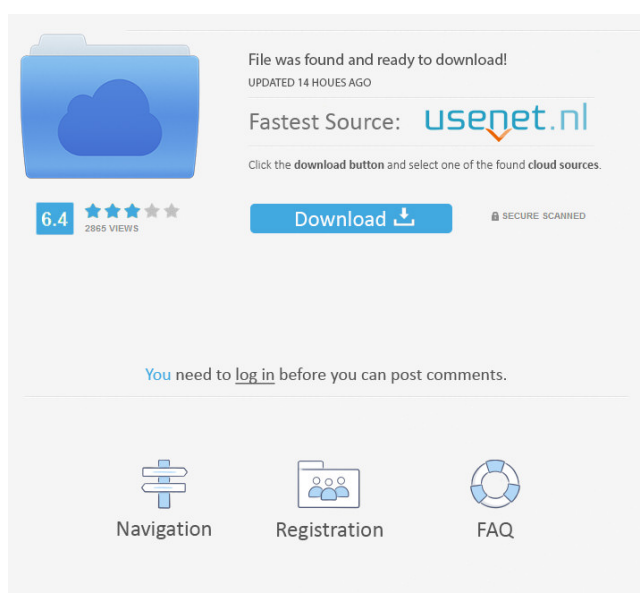 File was found and ready to download!
UPDATED 14 HOUES AGO
Fastest Source: usenet.nl
Click the download button and select one of the found cloud sources.
6.4
2865 VIEWS
Download
SECURE SCANNED
You need to log in before you can post comments.
Navigation
Registration
FAQ